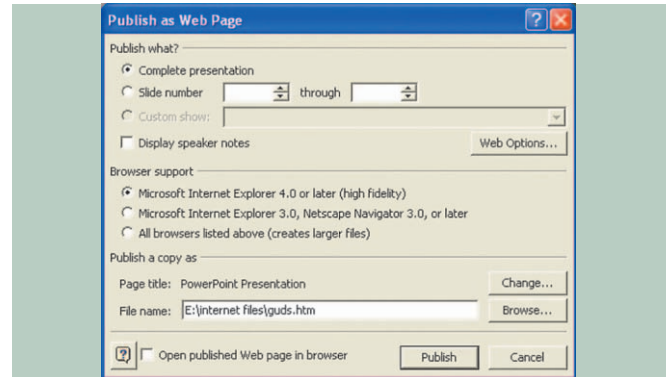 Publish as Web Page
Publish what?
Complete presentation
Slide number through
Custom show:
Display speaker notes Web Options...
Browser support
Microsoft Internet Explorer 4.0 or later (high fidelity)
Microsoft Internet Explorer 3.0, Netscape Navigator 3.0, or later
All browsers listed above (creates larger files)
Publish a copy as
Page title: PowerPoint Presentation Change...
File name: E:\internet files\guds.htm Browse...
Open published Web page in browser Publish Cancel